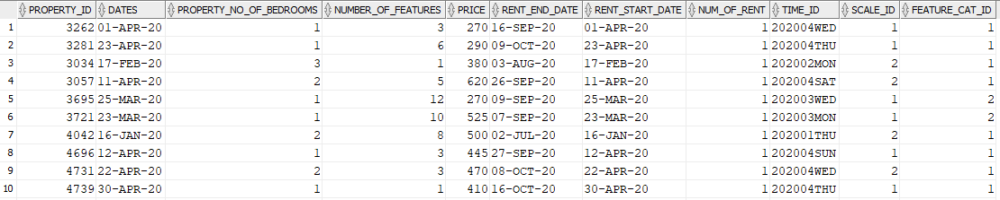 PROPERTY_ID DATES PROPERTY_NO_OF_BEDROOMS NUMBER_OF_FEATURES PRICE RENT_END_DATE RENT_START_DATE NUM_OF_RENT TIME_ID SCALE_ID FEATURE_CAT_ID
1 3262 01-APR-20 1 3 270 16-SEP-20 01-APR-20 1 202004WED 1 1
2 3281 23-APR-20 1 6 290 09-OCT-20 23-APR-20 1 202004THU 1 1
3 3034 17-FEB-20 3 1 380 03-AUG-20 17-FEB-20 1 202002MON 2 1
4 3057 11-APR-20 2 5 620 26-SEP-20 11-APR-20 1 202004SAT 2 1
5 3695 25-MAR-20 1 12 270 09-SEP-20 25-MAR-20 1 202003WED 1 2
6 3721 23-MAR-20 1 10 525 07-SEP-20 23-MAR-20 1 202003MON 1 2
7 4042 16-JAN-20 2 8 500 02-JUL-20 16-JAN-20 1 202001THU 2 1
8 4696 12-APR-20 1 3 445 27-SEP-20 12-APR-20 1 202004SUN 1 1
9 4731 22-APR-20 2 3 470 08-OCT-20 22-APR-20 1 202004WED 2 1
10 4739 30-APR-20 1 1 410 16-OCT-20 30-APR-20 1 202004THU 1 1